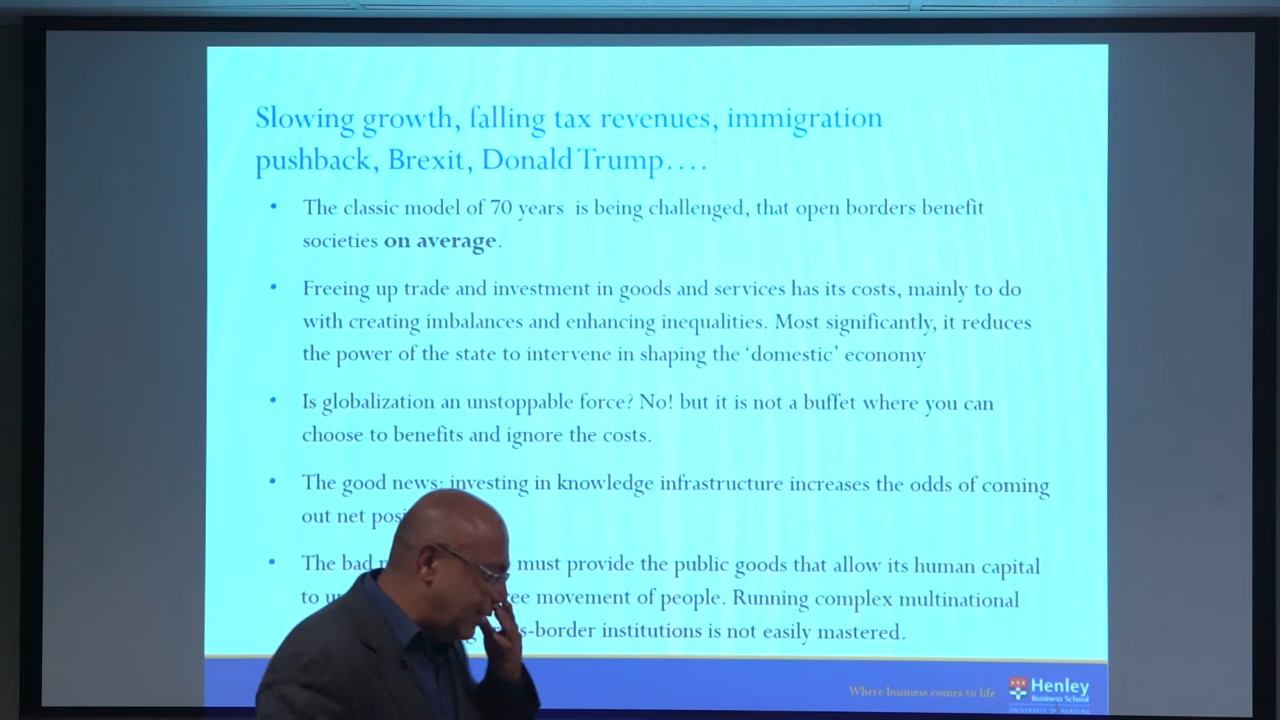 Slowing growth, falling tax revenues, immigration
pushback, Brexit, Donald Trump….
• The classic model of 70 years is being challenged, that open borders benefit
societies on average.
• Freeing up trade and investment in goods and services has its costs, mainly to do
with creating imbalances and enhancing inequalities. Most significantly, it reduces
the power of the state to intervene in shaping the ‘domestic’ economy
• Is globalization an unstoppable force? No! but it is not a buffet where you can
choose to benefits and ignore the costs.
• The good news: investing in knowledge infrastructure increases the odds of coming
out net
• The bad must provide the public goods that allow its human capital
to movement of people. Running complex multinational
institutions is not easily mastered.
Where business comes to life
Henley
Business School
UNIVERSITY OF READING